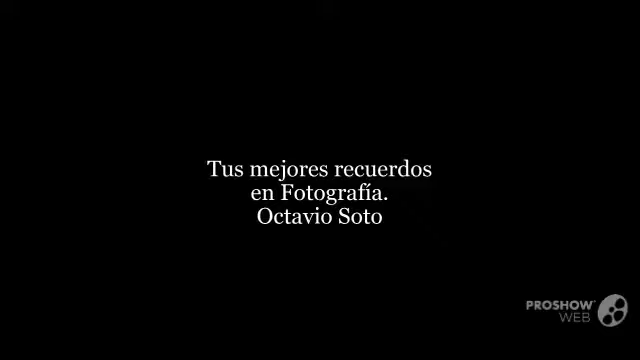 Tus mejores recuerdos
en Fotografía.
Octavio Soto
PROSHOW
WEB